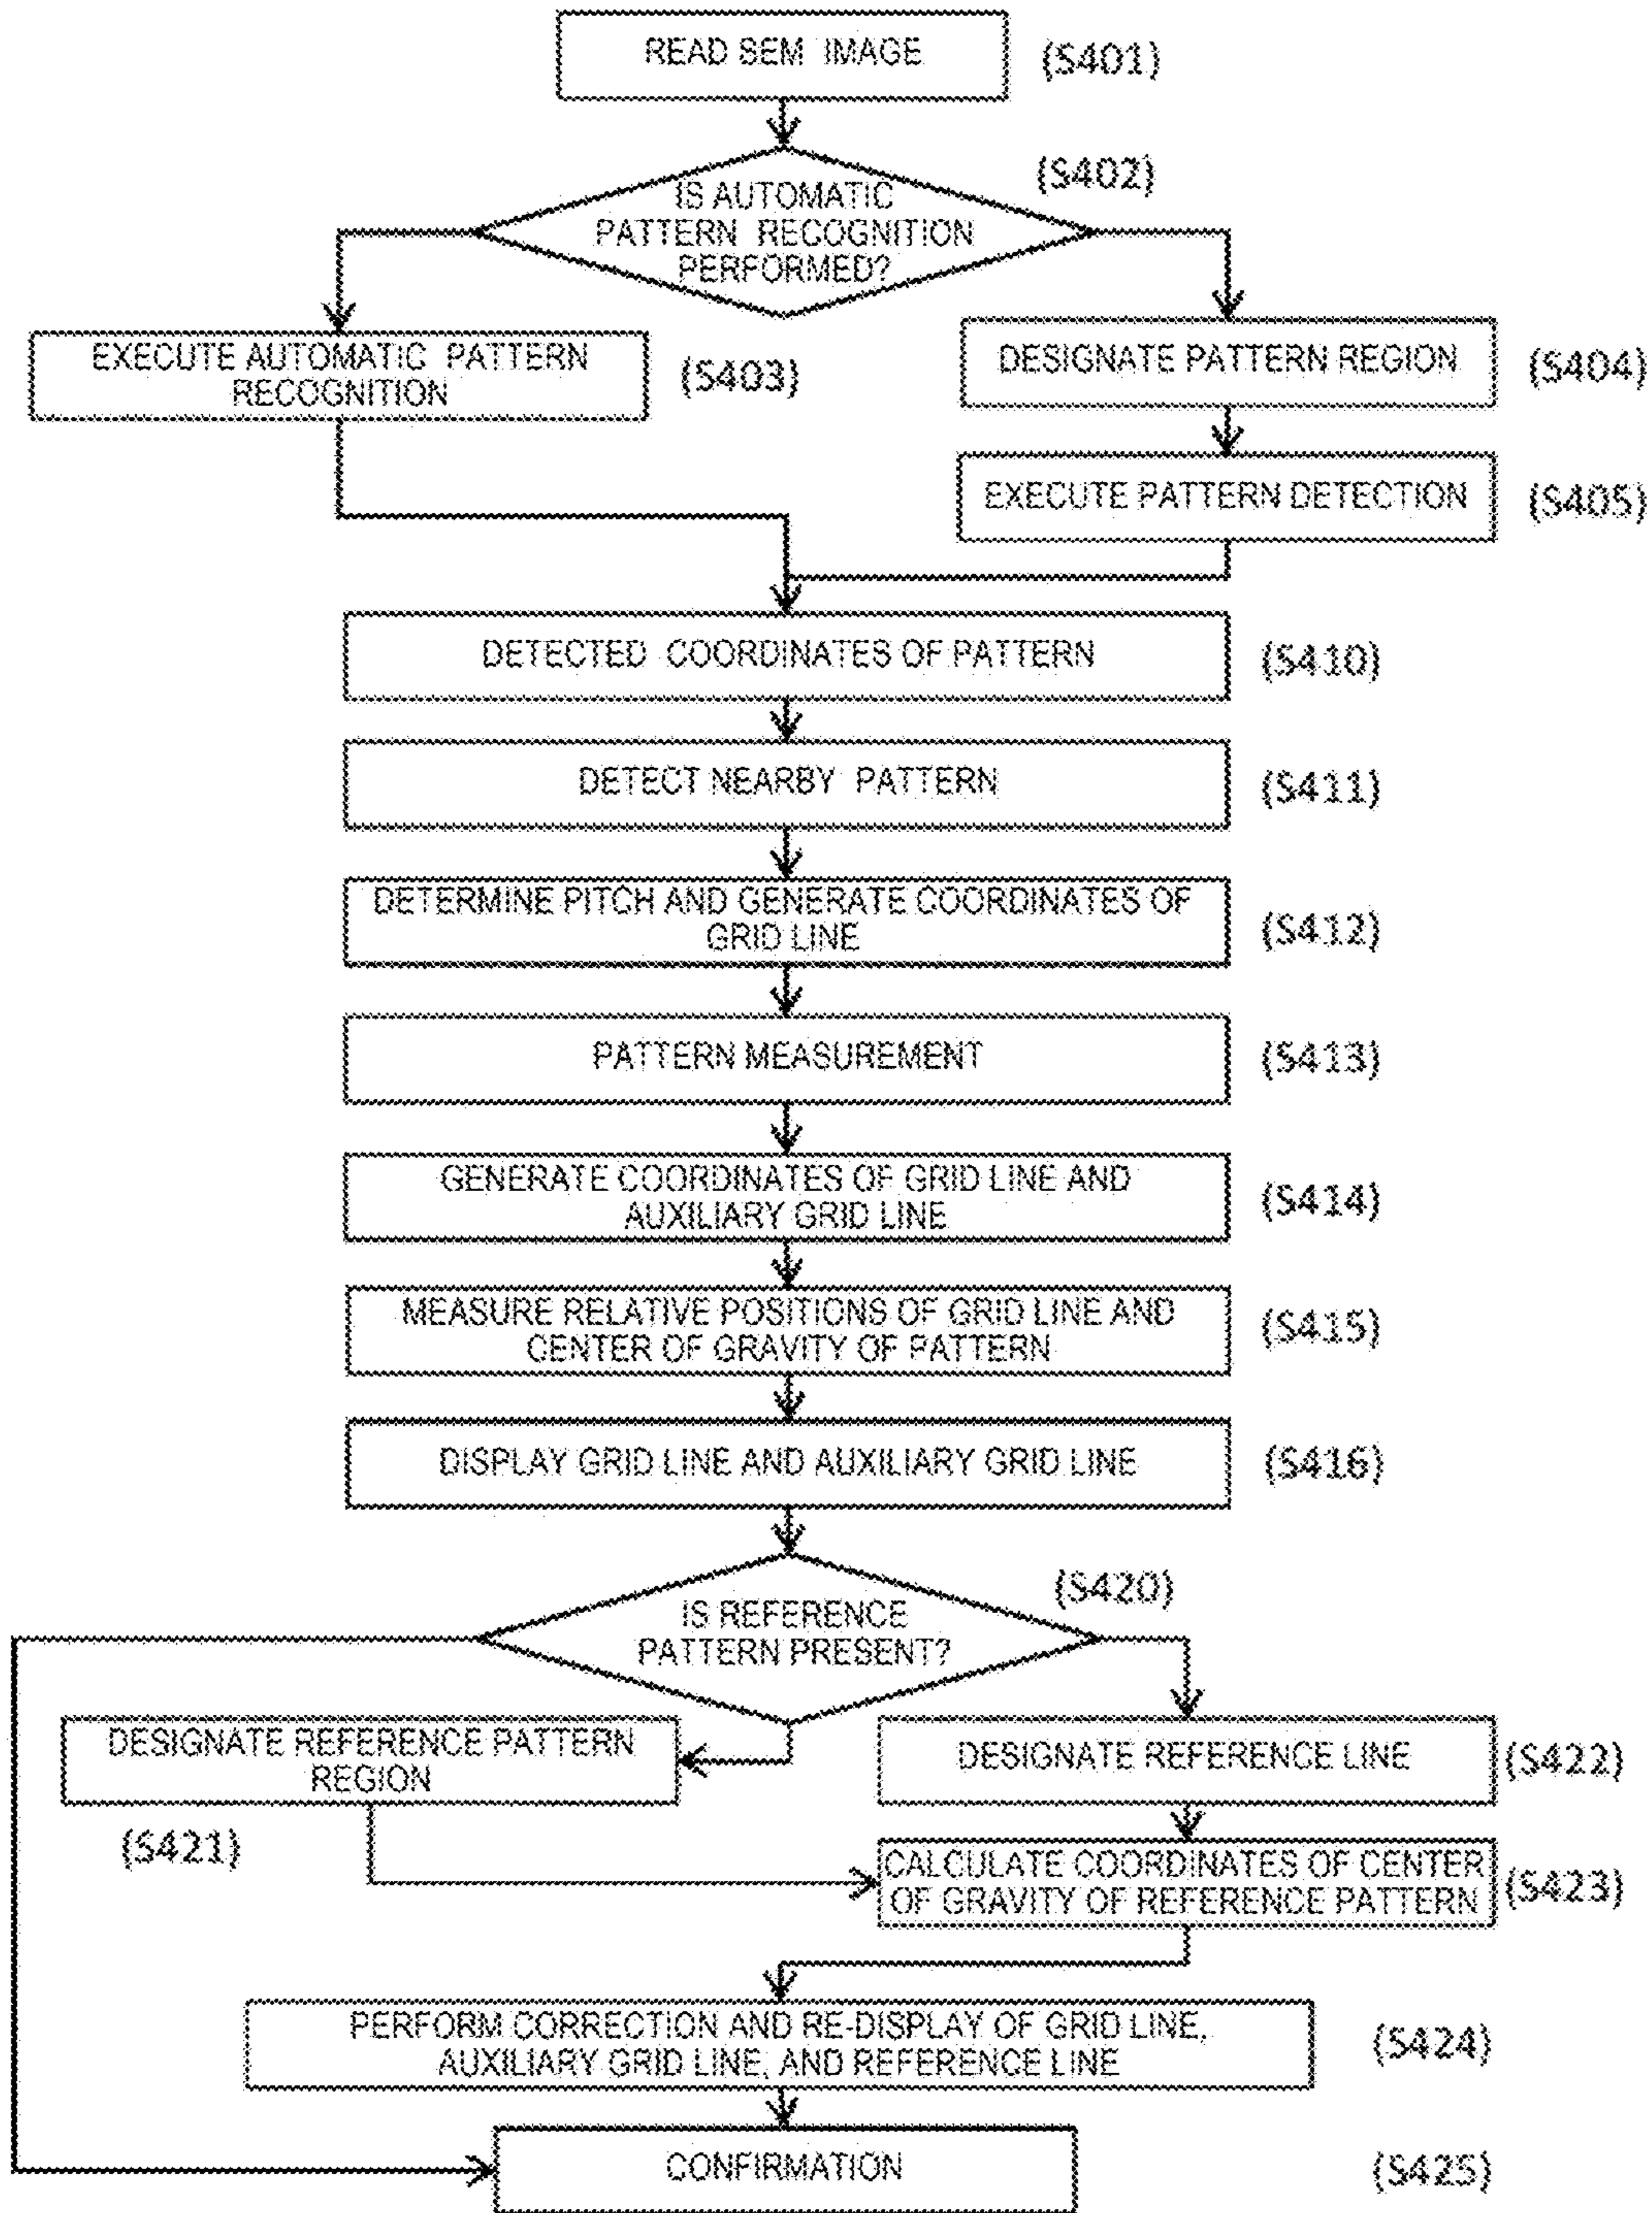 READ SEM IMAGE
(S401)
(S402)
IS AUTOMATIC
PATTERN RECOGNITION
PERFORMED?
EXECUTE AUTOMATIC PATTERN
RECOGNITION
(S403)
DESIGNATE PATTERN REGION
(S404)
EXECUTE PATTERN DETECTION
(S405)
DETECTED COORDINATES OF PATTERN
(S410)
DETECT NEARBY PATTERN
(S411)
DETERMINE PITCH AND GENERATE COORDINATES OF
GRID LINE
(S412)
PATTERN MEASUREMENT
(S413)
GENERATE COORDINATES OF GRID LINE AND
AUXILIARY GRID LINE
(S414)
MEASURE RELATIVE POSITIONS OF GRID LINE AND
CENTER OF GRAVITY OF PATTERN
(S415)
DISPLAY GRID LINE AND AUXILIARY GRID LINE
(S416)
(S420)
IS REFERENCE
PATTERN PRESENT?
DESIGNATE REFERENCE PATTERN
REGION
(S421)
DESIGNATE REFERENCE LINE
(S422)
CALCULATE COORDINATES OF CENTER
OF GRAVITY OF REFERENCE PATTERN
(S423)
PERFORM CORRECTION AND RE-DISPLAY OF GRID LINE,
AUXILIARY GRID LINE, AND REFERENCE LINE
(S424)
CONFIRMATION
(S425)